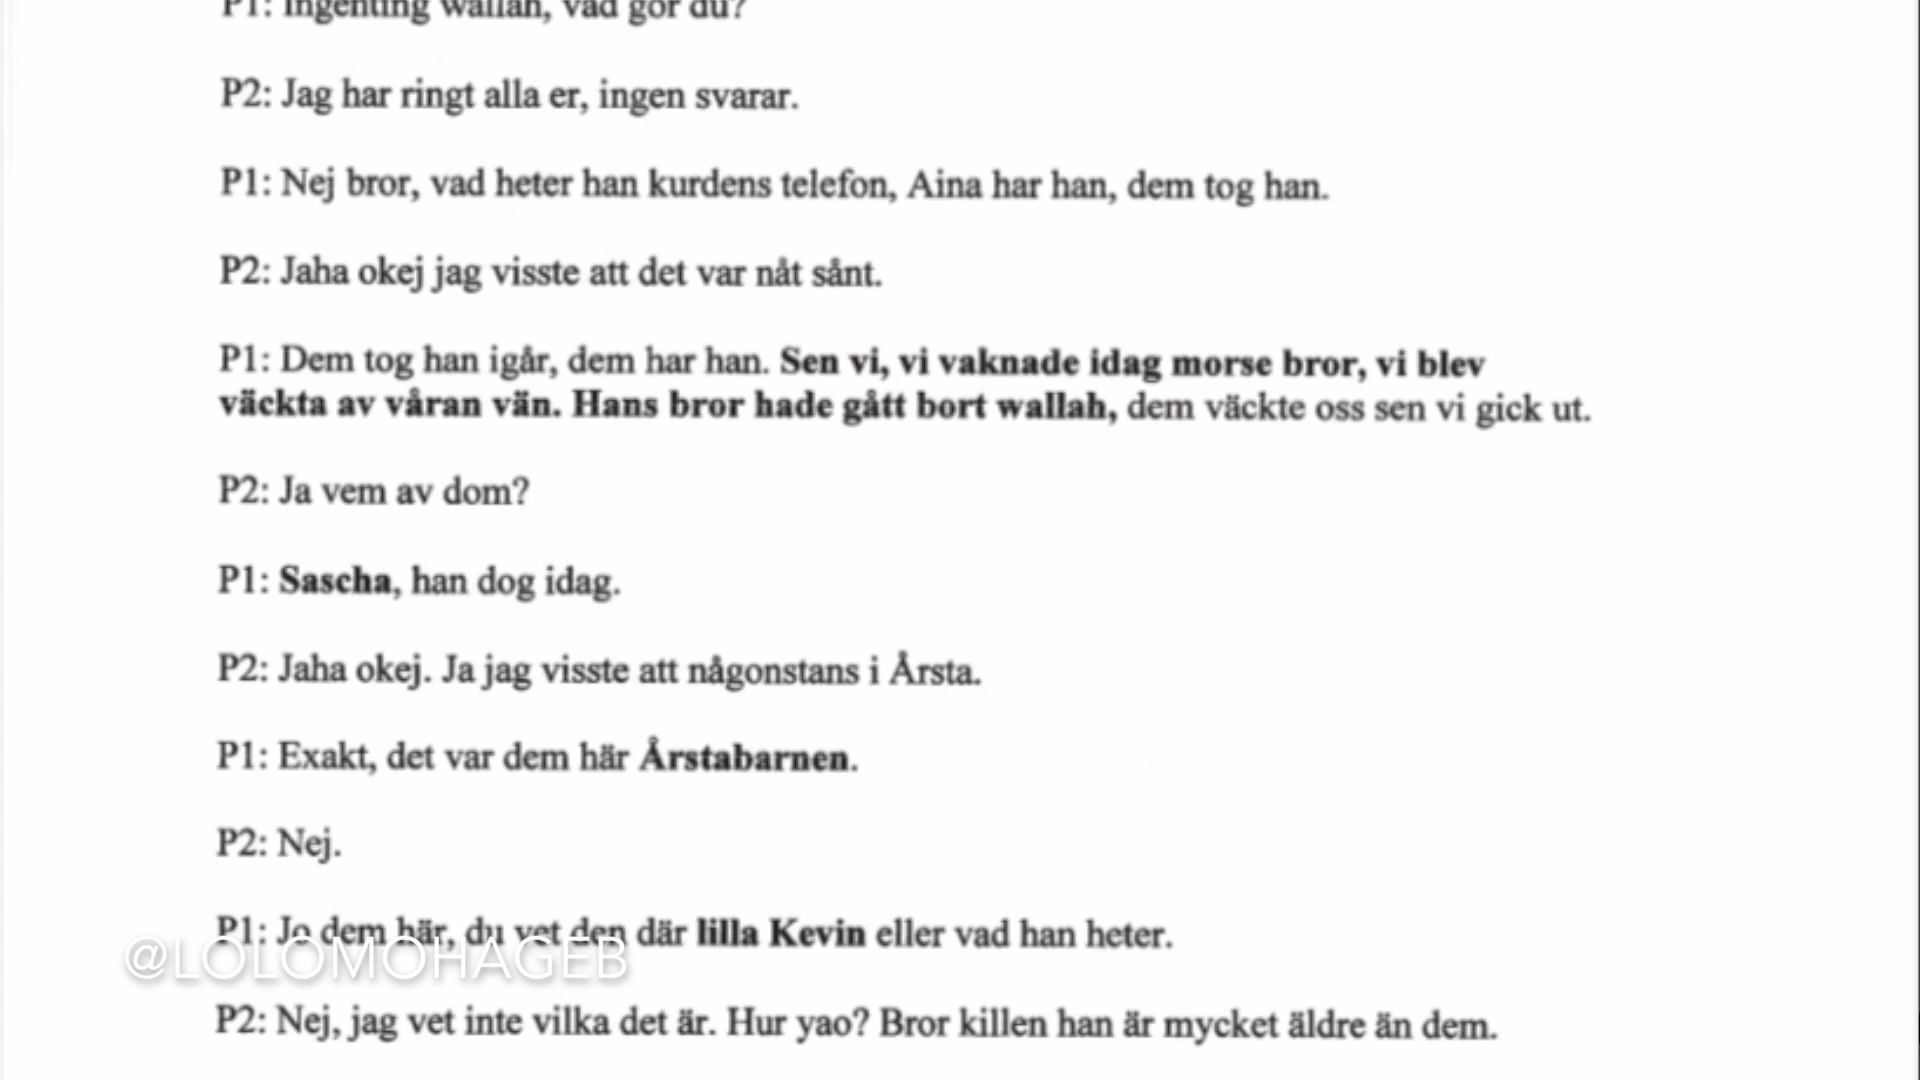 P1: Ingenting wallah, vad gör du?
P2: Jag har ringt alla er, ingen svarar.
P1: Nej bror, vad heter han kurdens telefon, Aina har han, dem tog han.
P2: Jaha okej jag visste att det var nåt sånt.
P1: Dem tog han igår, dem har han. Sen vi, vi vaknade idag morse bror, vi blev
väckta av våran vän. Hans bror hade gått bort wallah, dem väckte oss sen vi gick ut.
P2: Ja vem av dom?
P1: Sascha, han dog idag.
P2: Jaha okej. Ja jag visste att någonstans i Årsta.
P1: Exakt, det var dem här Årstabarnen.
P2: Nej.
P1: Jo dem här, du vet den där lilla Kevin eller vad han heter.
@LOLOMOHAGEB
P2: Nej, jag vet inte vilka det är. Hur yao? Bror killen han är mycket äldre än dem.